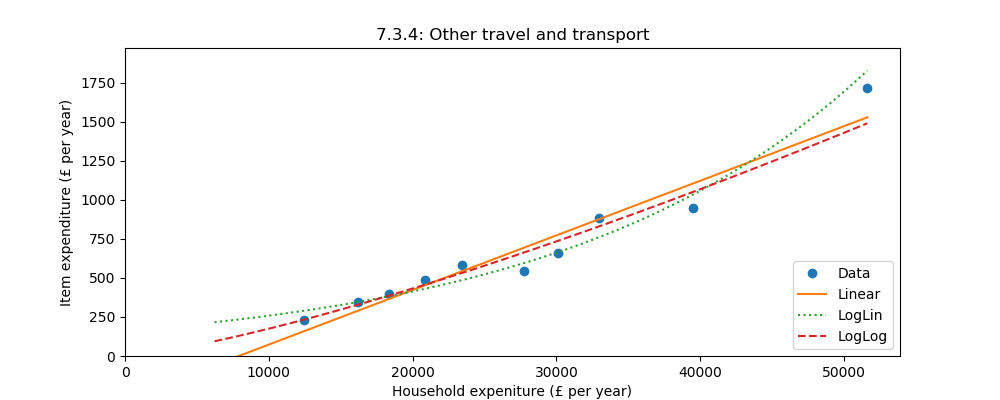 7.3.4: Other travel and transport
Item expenditure (£ per year)
1750
1500
1250
1000
750
500
250
0
0 10000 20000 30000 40000 50000
Household expeniture (£ per year)
Data
Linear
LogLin
LogLog